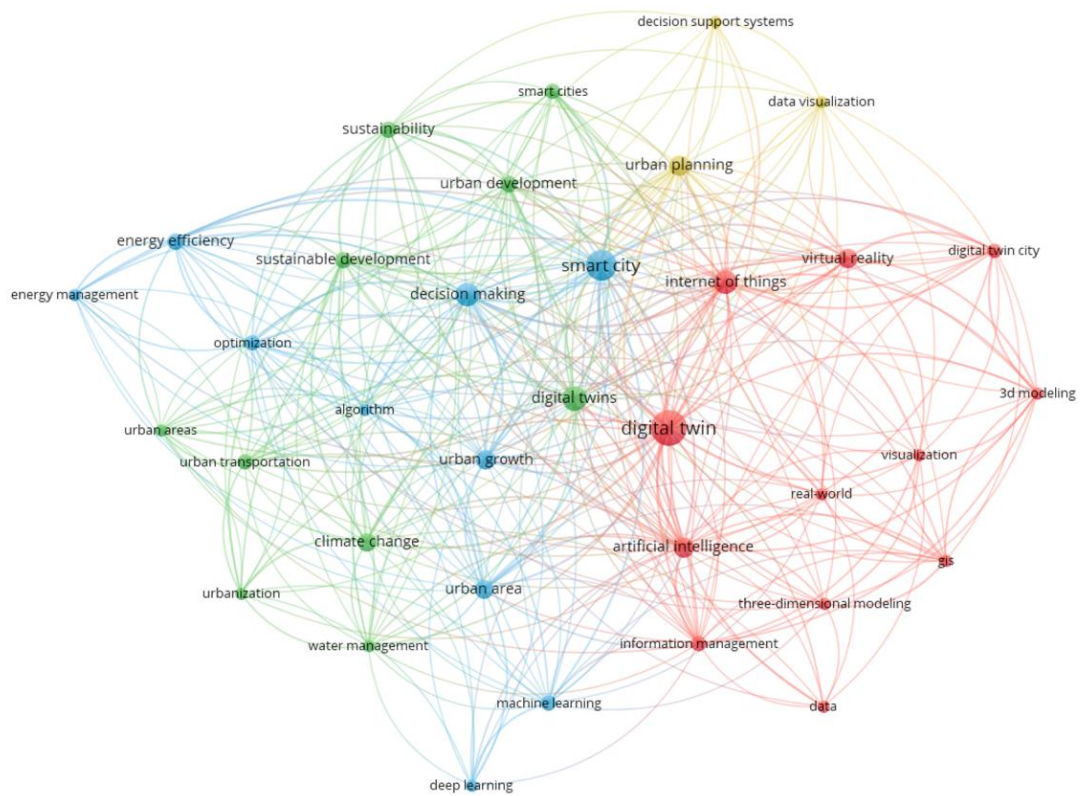 decision support systems
smart cities
data visualization
sustainability
urban planning
urban development
energy efficiency
digital twin city
sustainable development
virtual reality
smart city
internet of things
energy management
decision making
optimization
3d modeling
digital twins
algorithm
digital twin
urban areas
visualization
urban growth
urban transportation
real-world
climate change
artificial intelligence
gis
urban area
urbanization
three-dimensional modeling
water management
information management
machine learning
data
deep learning